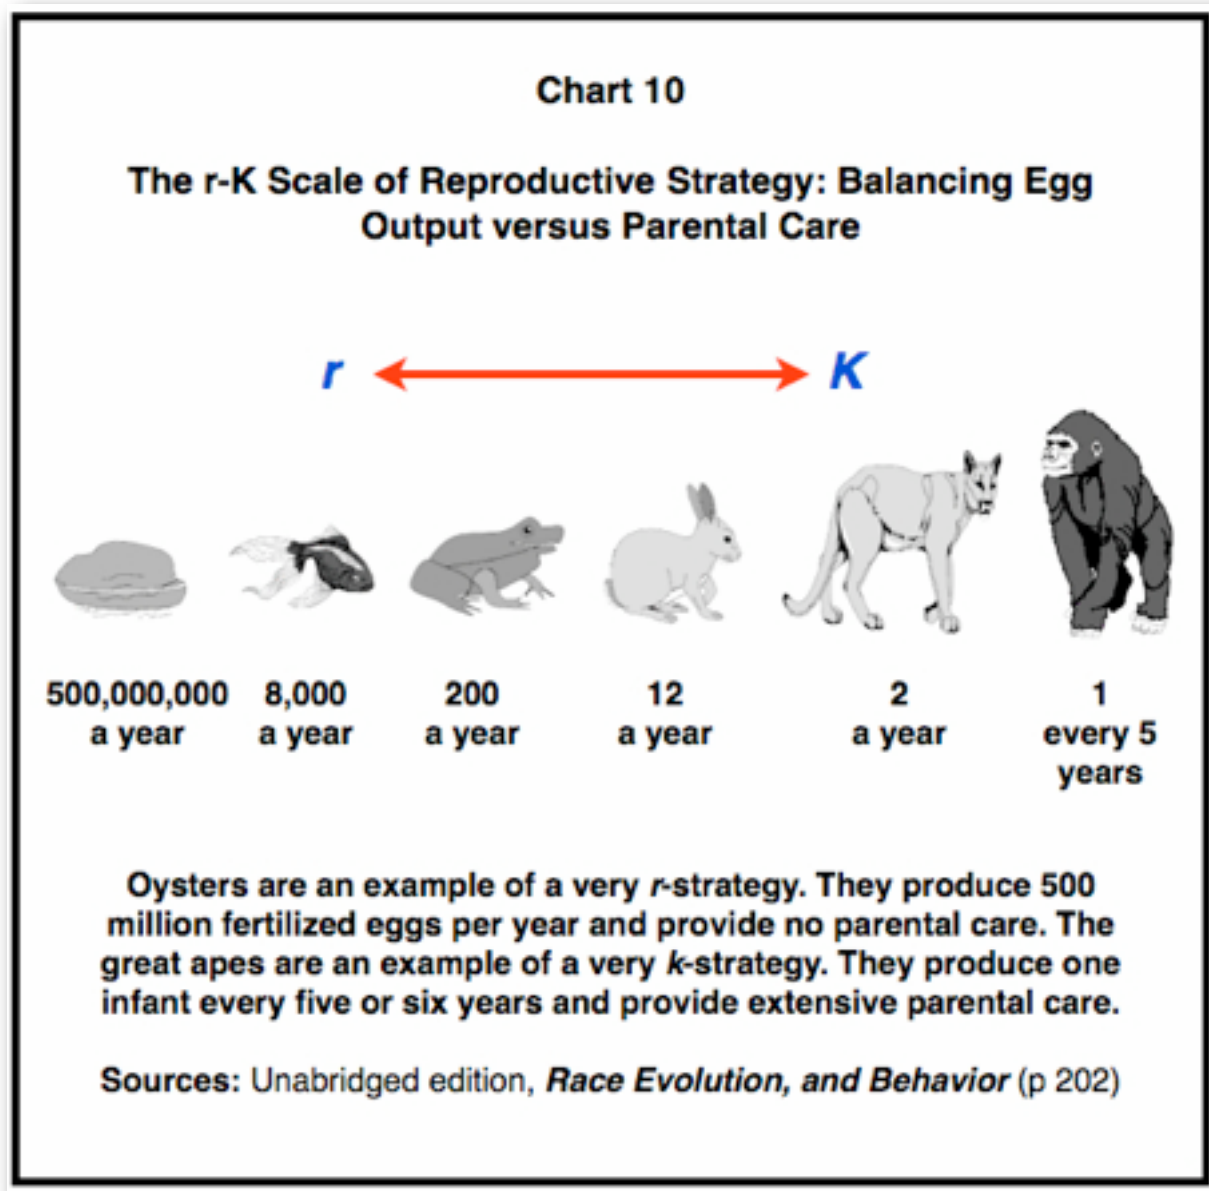 Chart 10
The r-K Scale of Reproductive Strategy: Balancing Egg
Output versus Parental Care
r K
500,000,000 8,000 200 12 2 1
a year a year a year a year a year every 5
years
Oysters are an example of a very r-strategy. They produce 500
million fertilized eggs per year and provide no parental care. The
great apes are an example of a very k-strategy. They produce one
infant every five or six years and provide extensive parental care.
Sources: Unabridged edition, Race Evolution, and Behavior (p 202)